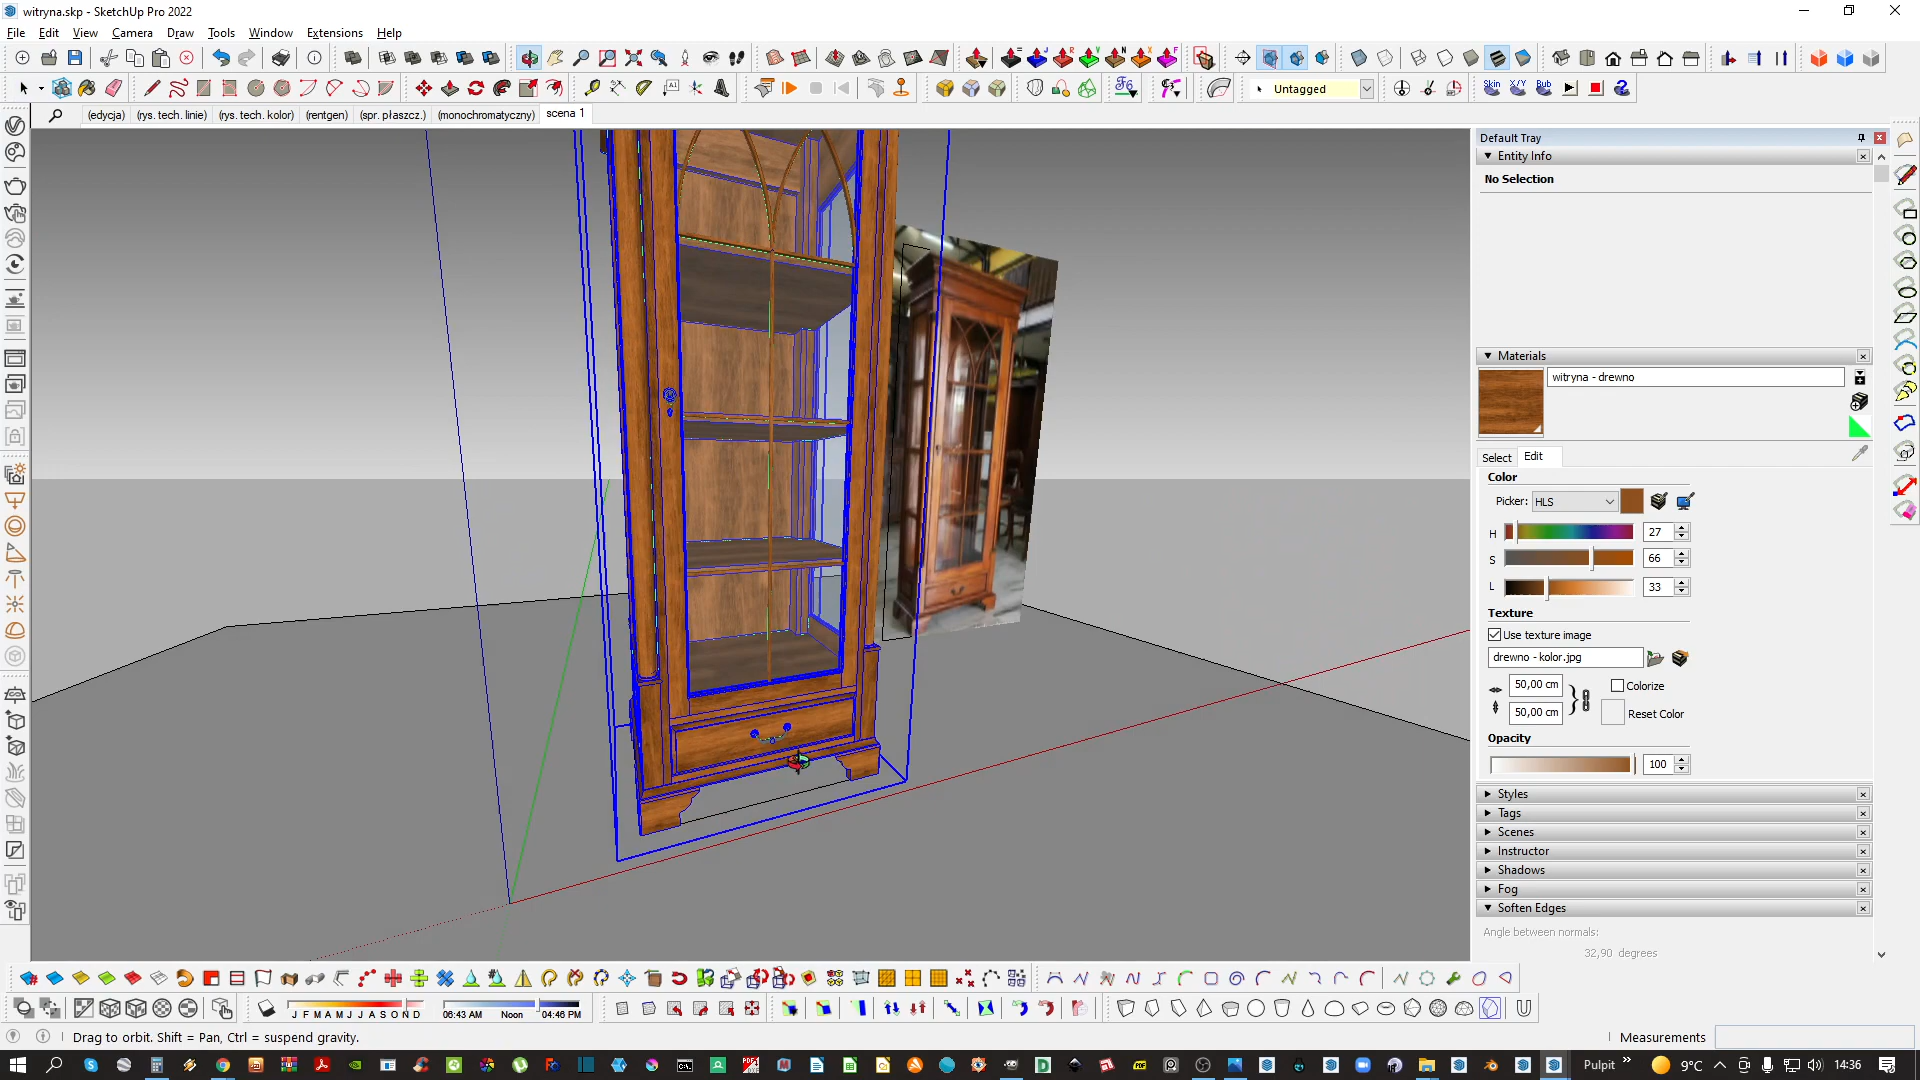 witryna.skp - SketchUp Pro 2022
File Edit View Camera Draw Tools Window Extensions Help
Untagged
Skin X/Y Bub
(edycja) (rys. tech. linie) (rys. tech. kolor) (rentgen) (spr. płaszcz.) (monochromatyczny) scena 1
Default Tray
Entity Info
No Selection
Materials
witryna - drewno
Select Edit
Color
Picker: HLS
H 27
S 66
L 33
Texture
Use texture image
drewno - kolor.jpg
50,00 cm Colorize
50,00 cm Reset Color
Opacity
100
Styles
Tags
Scenes
Instructor
Shadows
Fog
Soften Edges
Angle between normals:
32,90 degrees
J F M A M J J A S O N D 06:43 AM Noon 04:46 PM
Drag to orbit. Shift = Pan, Ctrl = suspend gravity.
Measurements
Pulpit 9°C 14:36